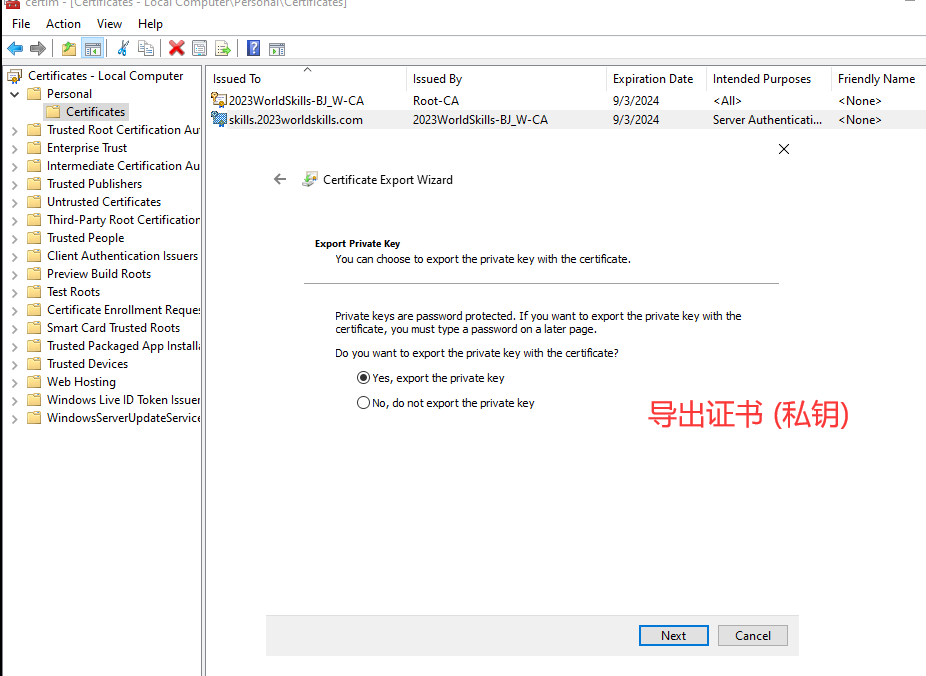 certlm - [Certificates - Local Computer\Personal\Certificates]
File Action View Help
Certificates - Local Computer
Personal
Certificates
Trusted Root Certification Au
Enterprise Trust
Intermediate Certification Au
Trusted Publishers
Untrusted Certificates
Third-Party Root Certification
Trusted People
Client Authentication Issuers
Preview Build Roots
Test Roots
Certificate Enrollment Reques
Smart Card Trusted Roots
Trusted Packaged App Installa
Trusted Devices
Web Hosting
Windows Live ID Token Issuer
WindowsServerUpdateService
Issued To Issued By Expiration Date Intended Purposes Friendly Name
2023WorldSkills-BJ_W-CA Root-CA 9/3/2024 <All> <None>
skills.2023worldskills.com 2023WorldSkills-BJ_W-CA 9/3/2024 Server Authenticati... <None>
Certificate Export Wizard
Export Private Key
You can choose to export the private key with the certificate.
Private keys are password protected. If you want to export the private key with the
certificate, you must type a password on a later page.
Do you want to export the private key with the certificate?
Yes, export the private key
No, do not export the private key
导出证书 (私钥)
Next Cancel